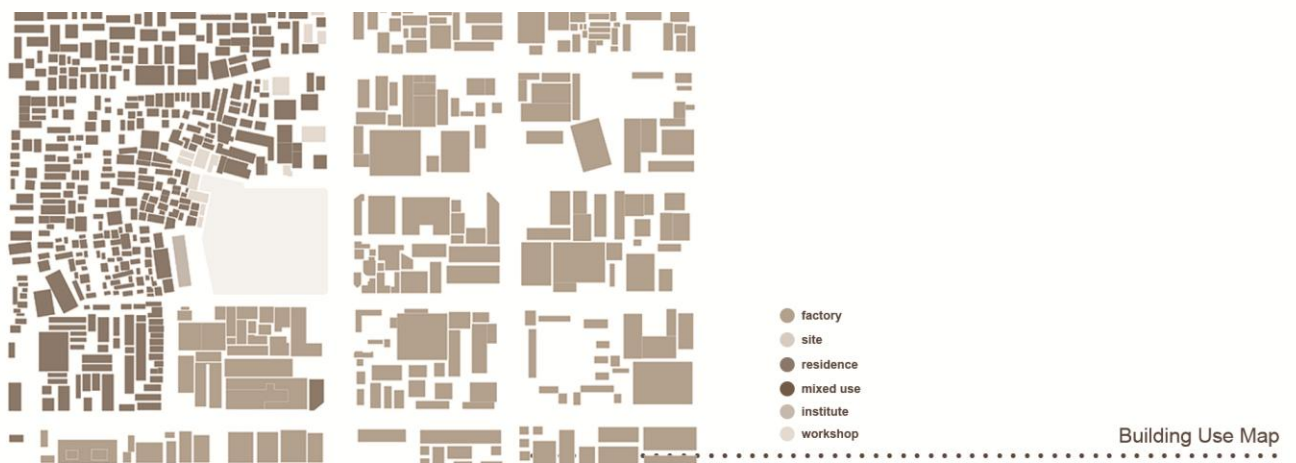 factory
site
residence
mixed use
institute
workshop
Building Use Map